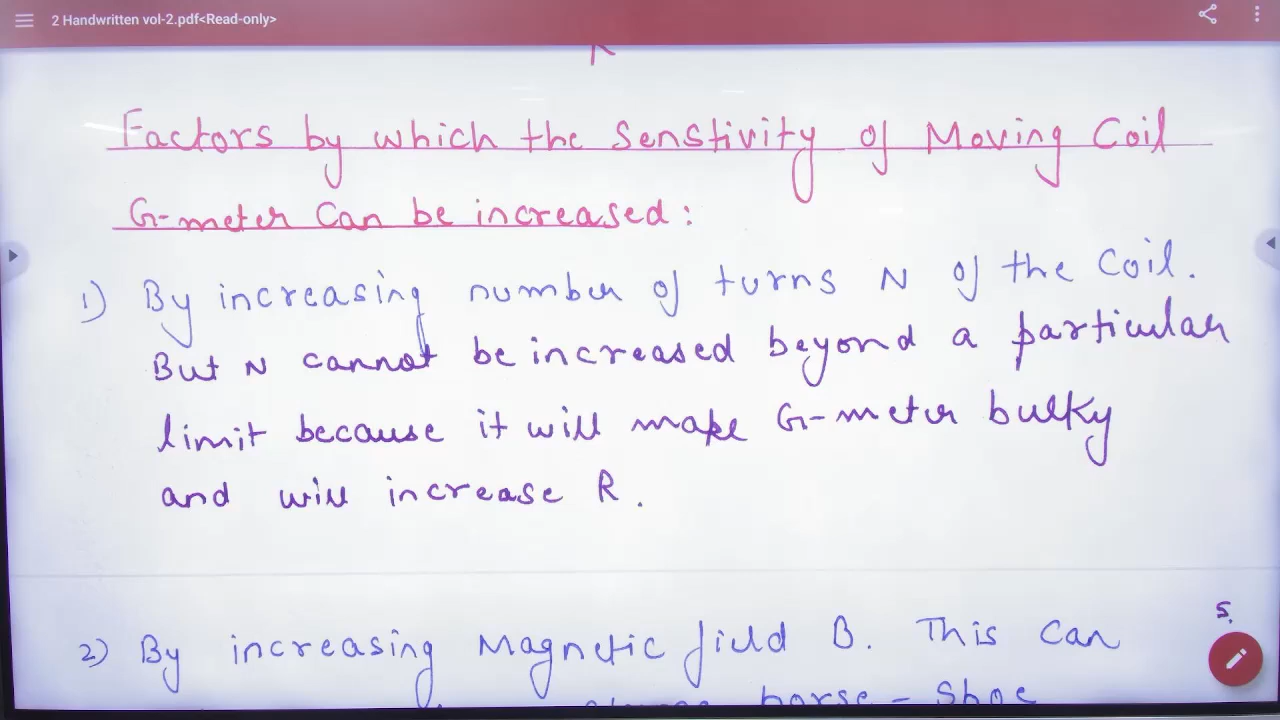 2 Handwritten vol-2.pdf<Read-only>
Factors by which the Senstivity of Moving Coil
G-meter Can be increased:
1) By increasing number of turns N of the Coil.
But N cannot be increased beyond a particular
limit because it will make G-meter bulky
and will increase R.
5.
2) By increasing Magnetic field B. This can
horse - Shoe